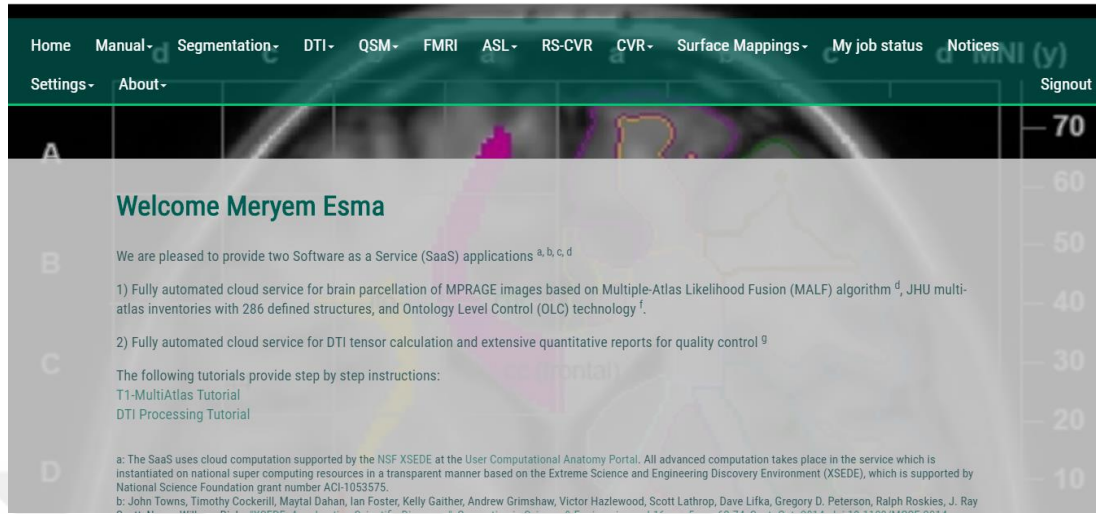 Home Manual Segmentation DTI QSM FMRI ASL RS-CVR CVR Surface Mappings My job status Notices
Settings About Signout
d c a a b c d MNI (y)
A
70
60
Welcome Meryem Esma
50
B
We are pleased to provide two Software as a Service (SaaS) applications a, b, c, d
1) Fully automated cloud service for brain parcellation of MPRAGE images based on Multiple-Atlas Likelihood Fusion (MALF) algorithm d, JHU multi-
atlas inventories with 286 defined structures, and Ontology Level Control (OLC) technology f.
40
2) Fully automated cloud service for DTI tensor calculation and extensive quantitative reports for quality control g
30
C
cc (frontal)
The following tutorials provide step by step instructions:
T1-MultiAtlas Tutorial
DTI Processing Tutorial
20
D
10
a: The SaaS uses cloud computation supported by the NSF XSEDE at the User Computational Anatomy Portal. All advanced computation takes place in the service which is
instantiated on national super computing resources in a transparent manner based on the Extreme Science and Engineering Discovery Environment (XSEDE), which is supported by
National Science Foundation grant number ACI-1053575.
b: John Towns, Timothy Cockerill, Maytal Dahan, Ian Foster, Kelly Gaither, Andrew Grimshaw, Victor Hazlewood, Scott Lathrop, Dave Lifka, Gregory D. Peterson, Ralph Roskies, J. Ray